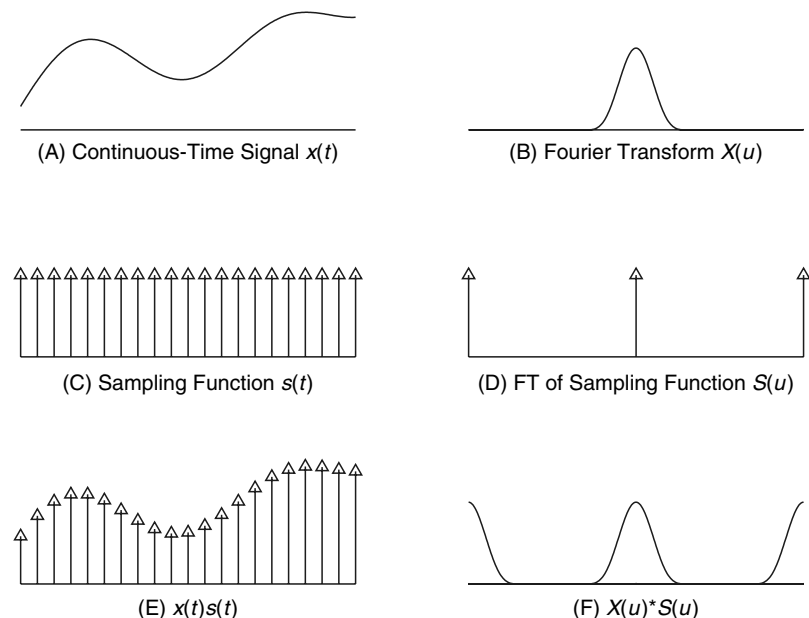 (A) Continuous-Time Signal x(t)
(B) Fourier Transform X(u)
(C) Sampling Function s(t)
(D) FT of Sampling Function S(u)
(E) x(t)s(t)
(F) X(u)*S(u)